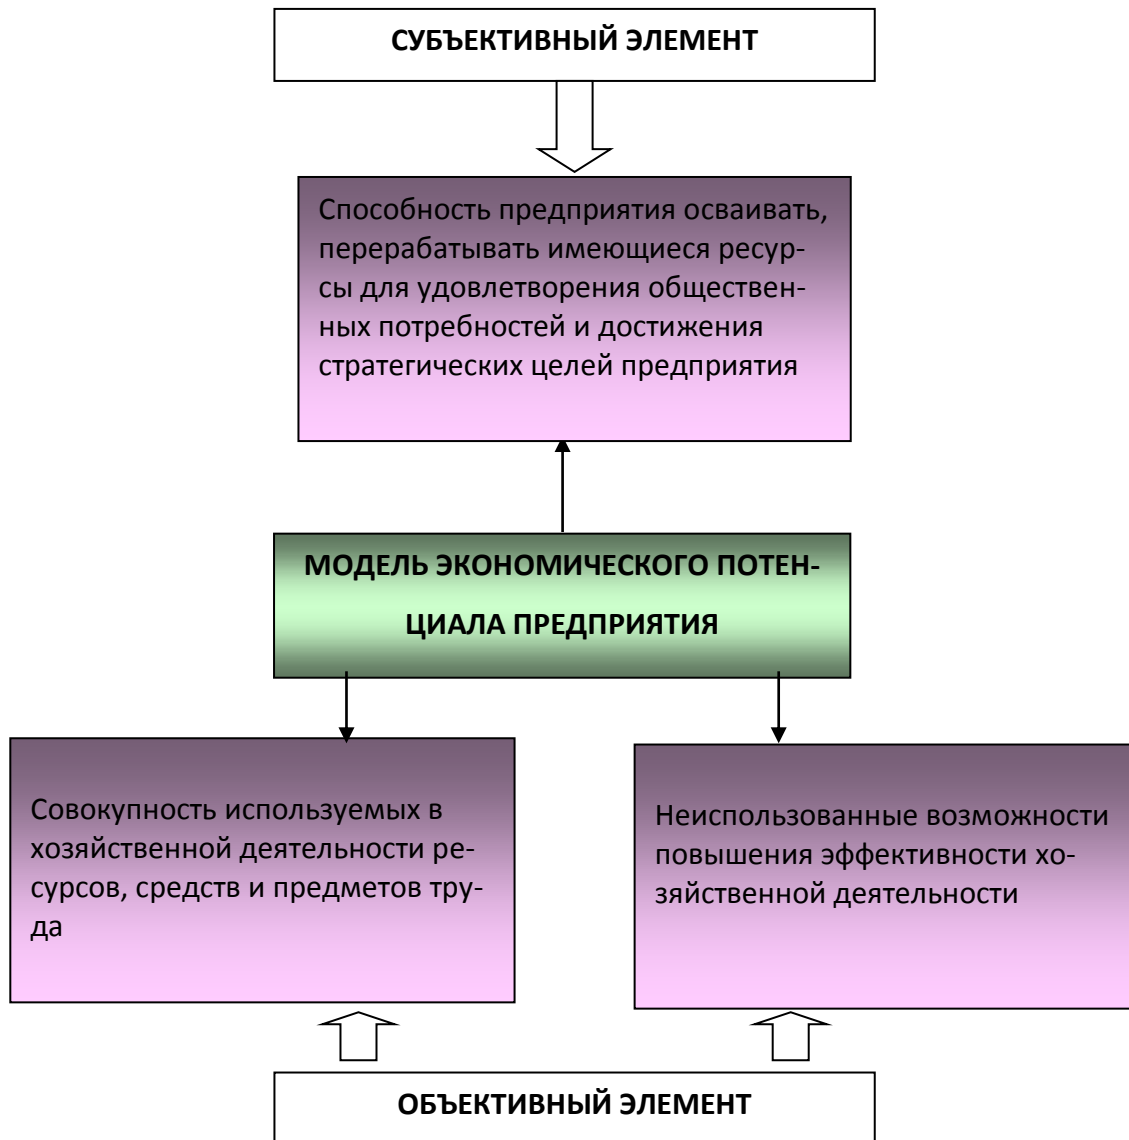 СУБЪЕКТИВНЫЙ ЭЛЕМЕНТ
Способность предприятия осваивать,
перерабатывать имеющиеся ресур-
сы для удовлетворения обществен-
ных потребностей и достижения
стратегических целей предприятия
МОДЕЛЬ ЭКОНОМИЧЕСКОГО ПОТЕН-
ЦИАЛА ПРЕДПРИЯТИЯ
Совокупность используемых в
хозяйственной деятельности ре-
сурсов, средств и предметов тру-
да
Неиспользованные возможности
повышения эффективности хо-
зяйственной деятельности
ОБЪЕКТИВНЫЙ ЭЛЕМЕНТ